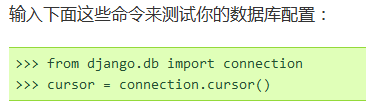 输入下面这些命令来测试你的数据库配置：
>>> from django.db import connection
>>> cursor = connection.cursor()